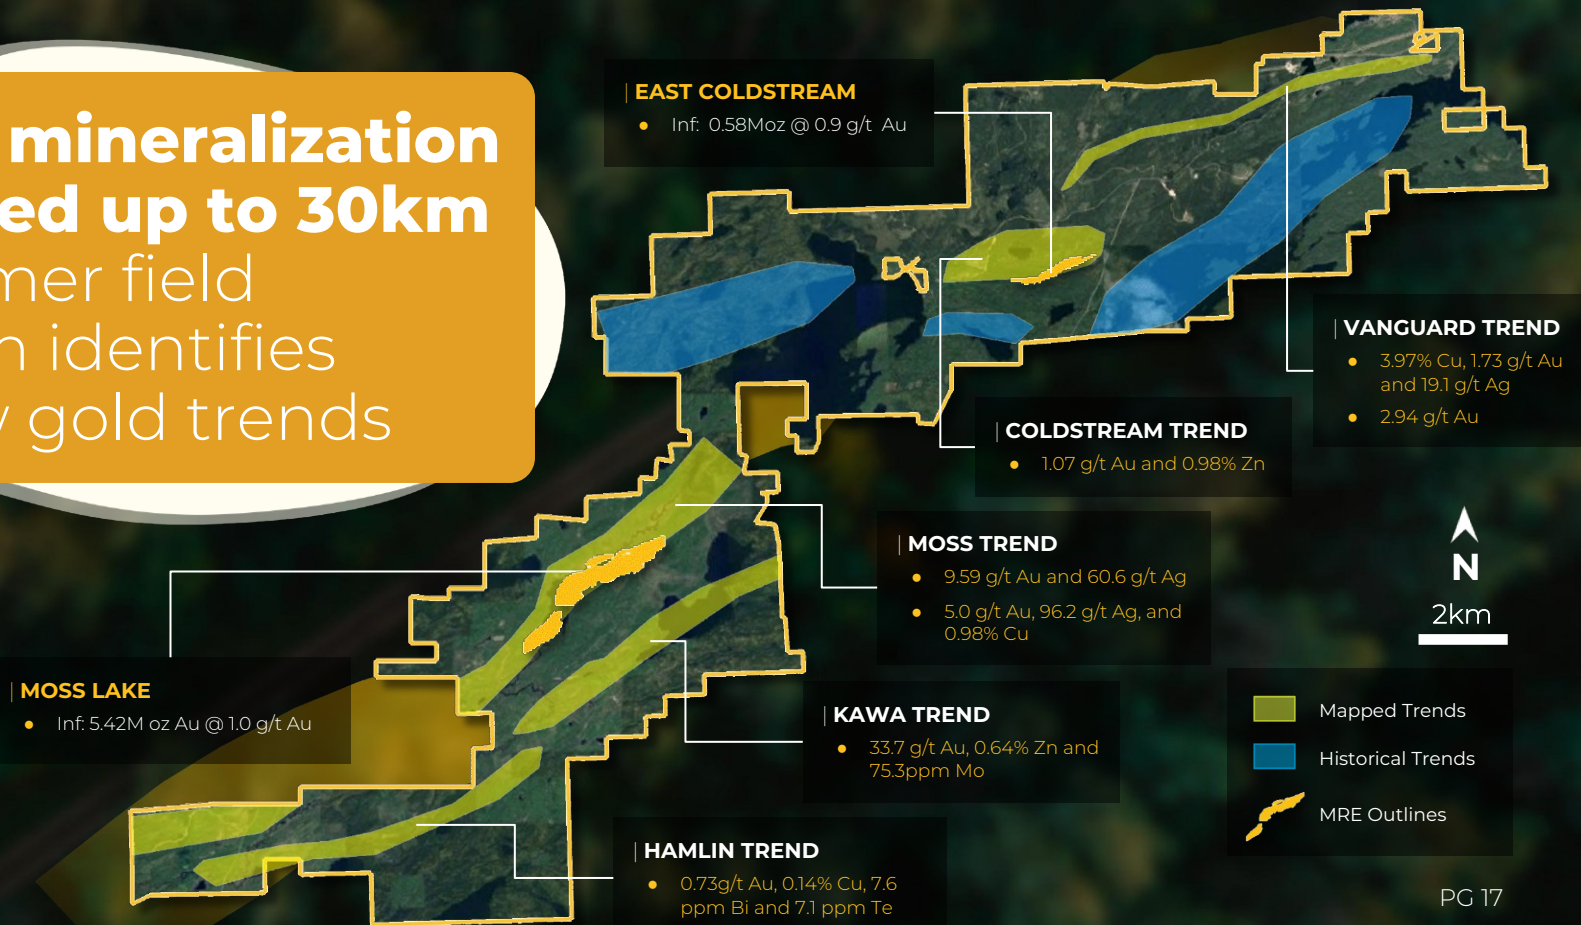 mineralization
ed up to 30km
mer field
n identifies
gold trends
| EAST COLDSTREAM
● Inf: 0.58Moz @ 0.9 g/t Au
| VANGUARD TREND
● 3.97% Cu, 1.73 g/t Au
and 19.1 g/t Ag
● 2.94 g/t Au
| COLDSTREAM TREND
● 1.07 g/t Au and 0.98% Zn
| MOSS TREND
● 9.59 g/t Au and 60.6 g/t Ag
● 5.0 g/t Au, 96.2 g/t Ag, and
0.98% Cu
N
2km
| MOSS LAKE
● Inf: 5.42M oz Au @ 1.0 g/t Au
| KAWA TREND
● 33.7 g/t Au, 0.64% Zn and
75.3ppm Mo
Mapped Trends
Historical Trends
MRE Outlines
| HAMLIN TREND
● 0.73g/t Au, 0.14% Cu, 7.6
ppm Bi and 7.1 ppm Te
PG 17